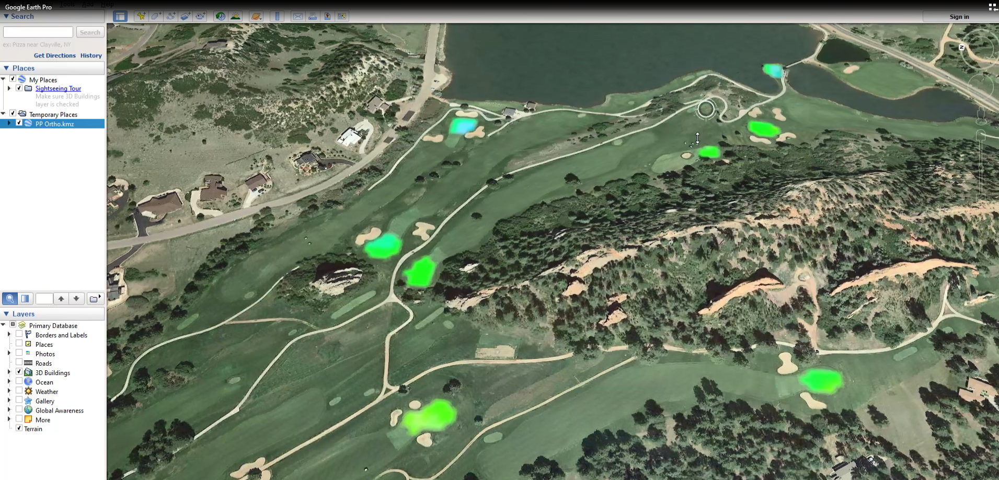 Tools Add Help
Google Earth Pro
Search
Sign in
Search
ex: Pizza near Clayville, NY
Get Directions History
Places
My Places
Sightseeing Tour
Make sure 3D Buildings
layer is checked
Temporary Places
PP Ortho.kmz
Layers
Primary Database
Borders and Labels
Places
Photos
Roads
3D Buildings
Ocean
Weather
Gallery
Global Awareness
More
Terrain
N